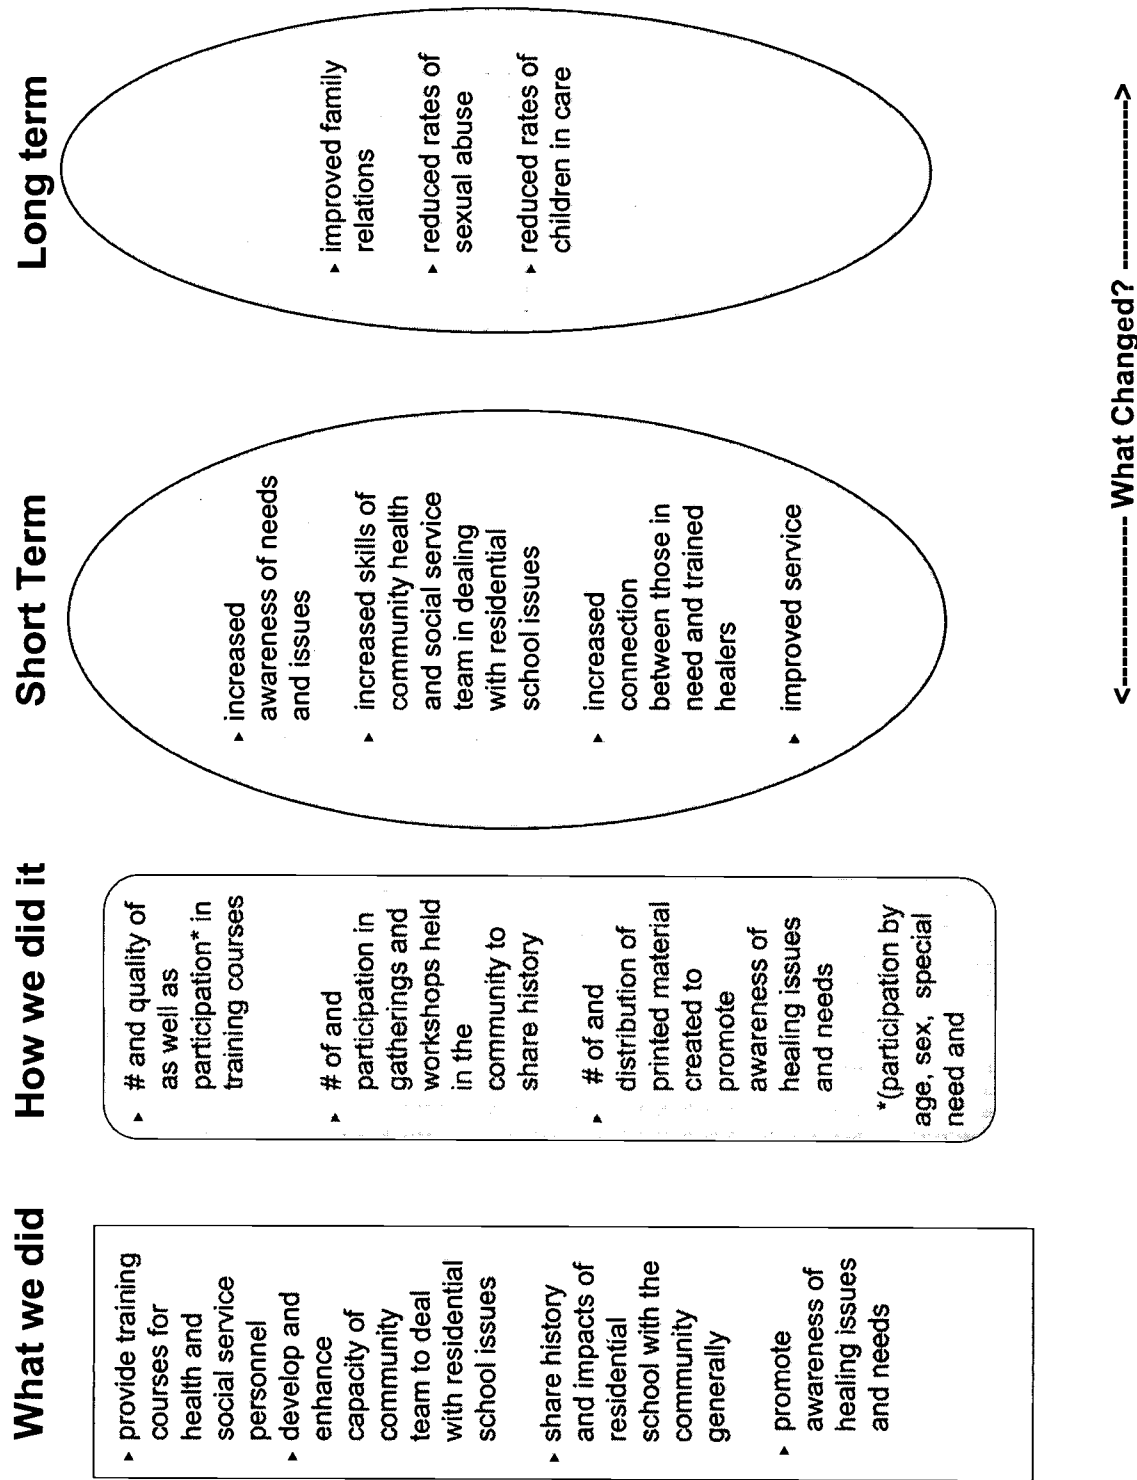 What we did
▸ provide training
courses for
health and
social service
personnel
▸ develop and
enhance
capacity of
community
team to deal
with residential
school issues
▸ share history
and impacts of
residential
school with the
community
generally
▸ promote
awareness of
healing issues
and needs
How we did it
▸ # and quality of
as well as
participation* in
training courses
▸ # of and
participation in
gatherings and
workshops held
in the
community to
share history
▸ # of and
distribution of
printed material
created to
promote
awareness of
healing issues
and needs
*(participation by
age, sex, special
need and
Short Term
▸ increased
awareness of needs
and issues
▸ increased skills of
community health
and social service
team in dealing
with residential
school issues
▸ increased
connection
between those in
need and trained
healers
▸ improved service
Long term
▸ improved family
relations
▸ reduced rates of
sexual abuse
▸ reduced rates of
children in care
<---------------- What Changed? ---------------->